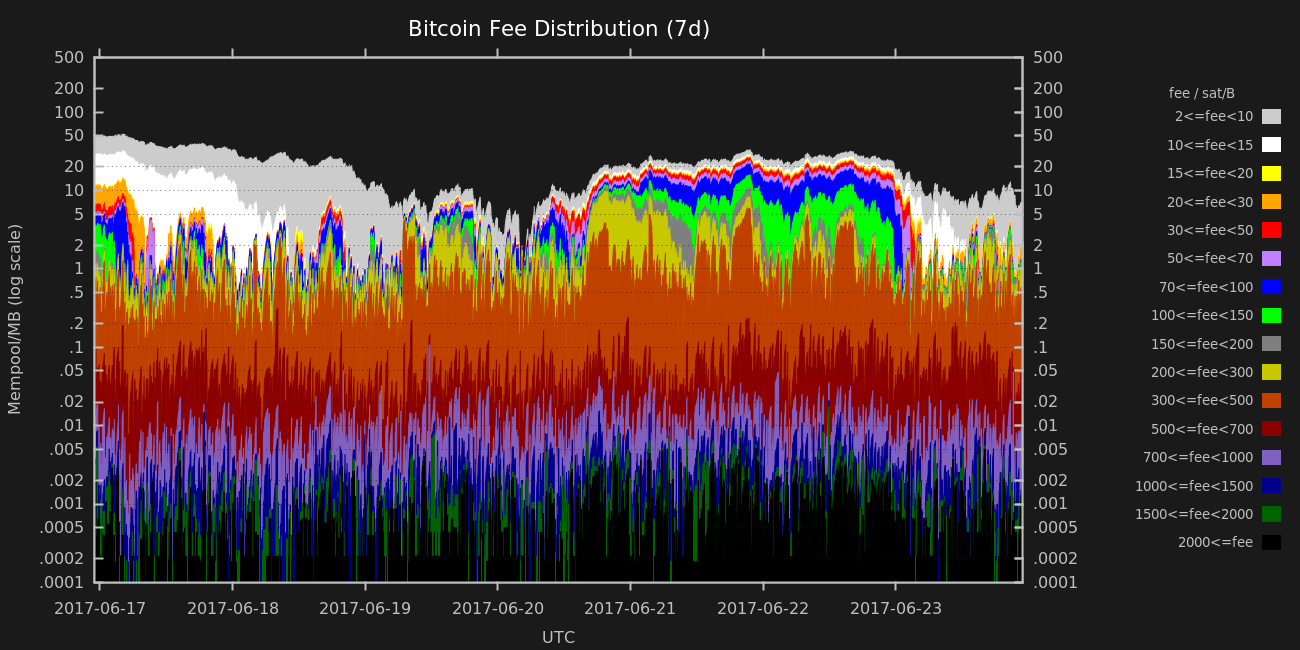 Bitcoin Fee Distribution (7d)
500 500
200 200
100 100
50 50
20 20
10 10
5 5
2 2
1 1
.5 .5
.2 .2
.1 .1
.05 .05
.02 .02
.01 .01
.005 .005
.002 .002
.001 .001
.0005 .0005
.0002 .0002
.0001 .0001
Mempool/MB (log scale)
2017-06-17 2017-06-18 2017-06-19 2017-06-20 2017-06-21 2017-06-22 2017-06-23
UTC
fee / sat/B
2<=fee<10
10<=fee<15
15<=fee<20
20<=fee<30
30<=fee<50
50<=fee<70
70<=fee<100
100<=fee<150
150<=fee<200
200<=fee<300
300<=fee<500
500<=fee<700
700<=fee<1000
1000<=fee<1500
1500<=fee<2000
2000<=fee